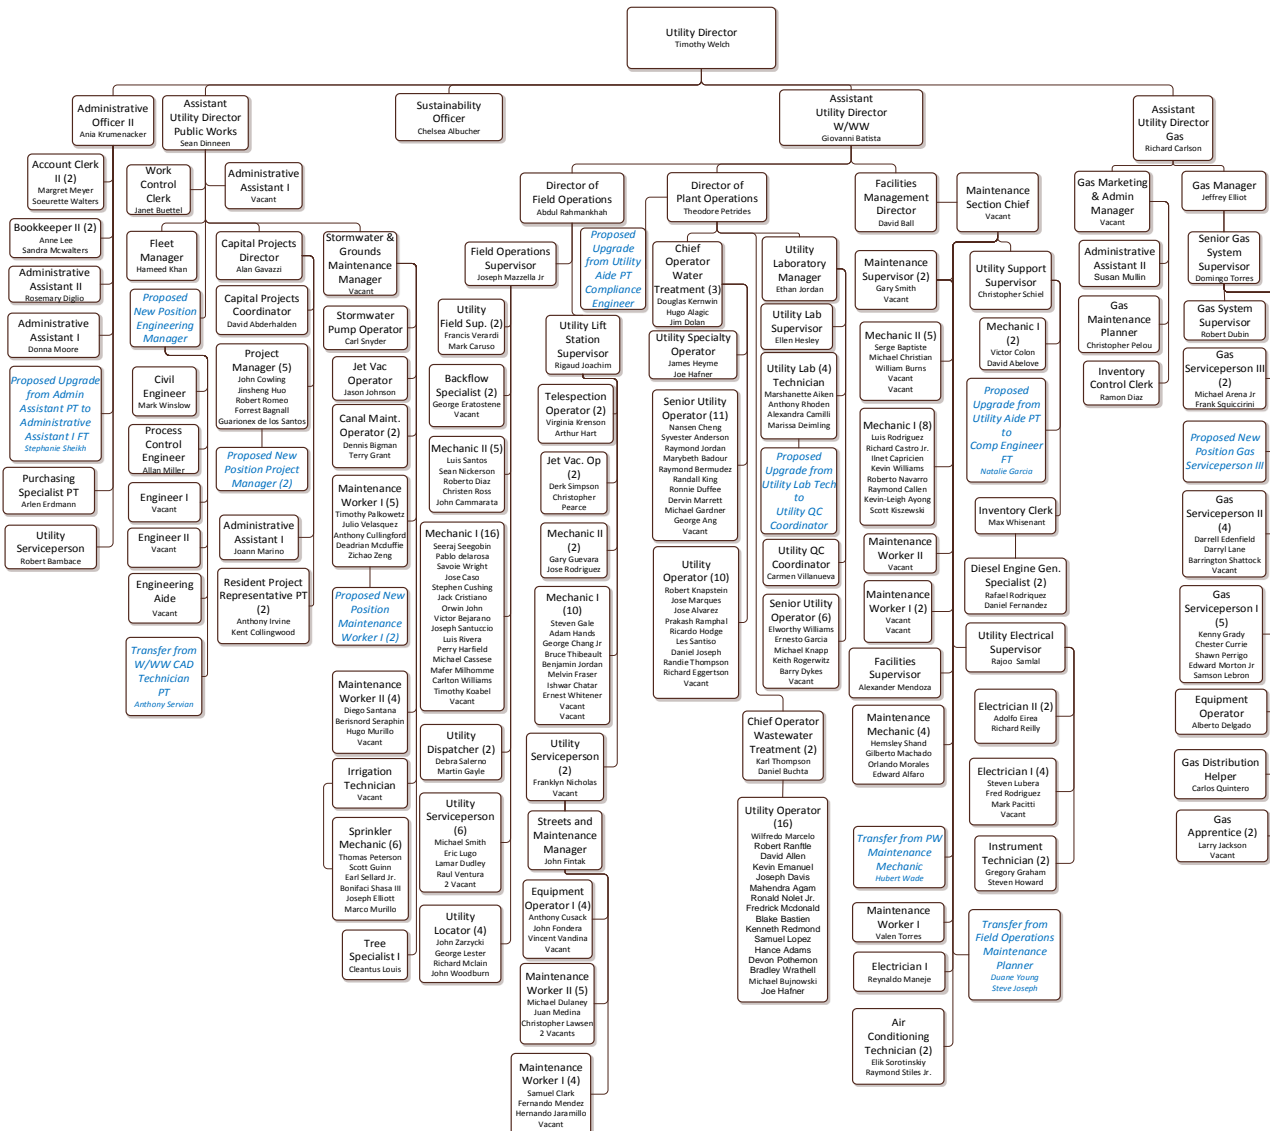 Utility Director
Timothy Welch
Administrative
Officer II
Ania Krumenacker
Assistant
Utility Director
Public Works
Sean Dinneen
Sustainability
Officer
Chelsea Albucher
Assistant
Utility Director
W/WW
Giovanni Batista
Assistant
Utility Director
Gas
Richard Carlson
Account Clerk
II (2)
Margret Meyer
Soeurette Walters
Bookkeeper II (2)
Anne Lee
Sandra Mcwalters
Administrative
Assistant II
Rosemary Diglio
Administrative
Assistant I
Donna Moore
Proposed Upgrade
from Admin
Assistant PT to
Administrative
Assistant I FT
Stephanie Sheikh
Purchasing
Specialist PT
Arlen Erdmann
Utility
Serviceperson
Robert Bambace
Work
Control
Clerk
Janet Buettel
Administrative
Assistant I
Vacant
Fleet
Manager
Hameed Khan
Proposed
New Position
Engineering
Manager
Civil
Engineer
Mark Winslow
Process
Control
Engineer
Allan Miller
Engineer I
Vacant
Engineer II
Vacant
Engineering
Aide
Vacant
Transfer from
W/WW CAD
Technician
PT
Anthony Servian
Capital Projects
Director
Alan Gavazzi
Capital Projects
Coordinator
David Abderhalden
Project
Manager (5)
John Cowling
Jinsheng Huo
Robert Romeo
Forrest Bagnall
Guarionex de los Santos
Proposed New
Position Project
Manager (2)
Administrative
Assistant I
Joann Marino
Resident Project
Representative PT
(2)
Anthony Irvine
Kent Collingwood
Stormwater &
Grounds
Maintenance
Manager
Vacant
Stormwater
Pump Operator
Carl Snyder
Jet Vac
Operator
Jason Johnson
Canal Maint.
Operator (2)
Dennis Bigman
Terry Grant
Maintenance
Worker I (5)
Timothy Palkowetz
Julio Velasquez
Anthony Cullingford
Deadrian Mcduffie
Zichao Zeng
Proposed New
Position
Maintenance
Worker I (2)
Maintenance
Worker II (4)
Diego Santana
Berisnord Seraphin
Hugo Murillo
Vacant
Irrigation
Technician
Vacant
Sprinkler
Mechanic (6)
Thomas Peterson
Scott Guinn
Earl Sellard Jr.
Bonifaci Shasa III
Joseph Elliott
Marco Murillo
Tree
Specialist I
Cleantus Louis
Director of
Field Operations
Abdul Rahmankhah
Field Operations
Supervisor
Joseph Mazzella Jr
Utility
Field Sup. (2)
Francis Verardi
Mark Caruso
Backflow
Specialist (2)
George Eratostene
Vacant
Mechanic II (5)
Luis Santos
Sean Nickerson
Roberto Diaz
Christen Ross
John Cammarata
Mechanic I (16)
Seeraj Seegobin
Pablo delarosa
Savoie Wright
Jose Caso
Stephen Cushing
Jack Cristiano
Orwin John
Victor Bejarano
Joseph Santuccio
Luis Rivera
Perry Harfield
Michael Cassese
Mafer Milhomme
Carlton Williams
Timothy Koabel
Vacant
Utility
Dispatcher (2)
Debra Salerno
Martin Gayle
Utility
Serviceperson
(6)
Michael Smith
Eric Lugo
Lamar Dudley
Raul Ventura
2 Vacant
Utility
Locator (4)
John Zarzycki
George Lester
Richard Mclain
John Woodburn
Utility Lift
Station
Supervisor
Rigaud Joachim
Telespection
Operator (2)
Virginia Krenson
Arthur Hart
Jet Vac. Op
(2)
Derk Simpson
Christopher
Pearce
Mechanic II
(2)
Gary Guevara
Jose Rodriguez
Mechanic I
(10)
Steven Gale
Adam Hands
George Chang Jr
Bruce Thibeault
Benjamin Jordan
Melvin Fraser
Ishwar Chatar
Ernest Whitener
Vacant
Vacant
Utility
Serviceperson
(2)
Franklyn Nicholas
Vacant
Streets and
Maintenance
Manager
John Fintak
Equipment
Operator I (4)
Anthony Cusack
John Fondera
Vincent Vandina
Vacant
Maintenance
Worker II (5)
Michael Dulaney
Juan Medina
Christopher Lawsen
2 Vacants
Maintenance
Worker I (4)
Samuel Clark
Fernando Mendez
Hernando Jaramillo
Vacant
Director of
Plant Operations
Theodore Petrides
Proposed
Upgrade
from Utility
Aide PT
Compliance
Engineer
Chief
Operator
Water
Treatment (3)
Douglas Kernwin
Hugo Alagic
Jim Dolan
Utility Specialty
Operator
James Heyme
Joe Hafner
Senior Utility
Operator (11)
Nansen Cheng
Syvester Anderson
Raymond Jordan
Marybeth Badour
Raymond Bermudez
Randall King
Ronnie Duffee
Dervin Marrett
Michael Gardner
George Ang
Vacant
Utility
Operator (10)
Robert Knapstein
Jose Marques
Jose Alvarez
Prakash Ramphal
Ricardo Hodge
Les Santiso
Daniel Joseph
Randie Thompson
Richard Eggertson
Vacant
Utility
Laboratory
Manager
Ethan Jordan
Utility Lab
Supervisor
Ellen Hesley
Utility Lab (4)
Technician
Marshanette Aiken
Anthony Rhoden
Alexandra Camilli
Marissa Deimling
Proposed
Upgrade from
Utility Lab Tech
to
Utility QC
Coordinator
Utility QC
Coordinator
Carmen Villanueva
Senior Utility
Operator (6)
Elworthy Williams
Ernesto Garcia
Michael Knapp
Keith Rogerwitz
Barry Dykes
Vacant
Chief Operator
Wastewater
Treatment (2)
Karl Thompson
Daniel Buchta
Utility Operator
(16)
Wilfredo Marcelo
Robert Ranftle
David Allen
Kevin Emanuel
Joseph Davis
Mahendra Agam
Ronald Nolet Jr.
Fredrick Mcdonald
Blake Bastien
Kenneth Redmond
Samuel Lopez
Hance Adams
Devon Pothemon
Bradley Wrathell
Michael Bujnowski
Joe Hafner
Facilities
Management
Director
David Ball
Maintenance
Section Chief
Vacant
Maintenance
Supervisor (2)
Gary Smith
Vacant
Mechanic II (5)
Serge Baptiste
Michael Christian
William Burns
Vacant
Vacant
Mechanic I (8)
Luis Rodriguez
Richard Castro Jr.
Ilnet Capricien
Kevin Williams
Roberto Navarro
Raymond Callen
Kevin-Leigh Ayong
Scott Kiszewski
Maintenance
Worker II
Vacant
Maintenance
Worker I (2)
Vacant
Vacant
Facilities
Supervisor
Alexander Mendoza
Maintenance
Mechanic (4)
Hemsley Shand
Gilberto Machado
Orlando Morales
Edward Alfaro
Transfer from PW
Maintenance
Mechanic
Hubert Wade
Maintenance
Worker I
Valen Torres
Electrician I
Reynaldo Maneje
Air
Conditioning
Technician (2)
Elik Sorotinskiy
Raymond Stiles Jr.
Utility Support
Supervisor
Christopher Schiel
Mechanic I
(2)
Victor Colon
David Abelove
Proposed
Upgrade from
Utility Aide PT
to
Comp Engineer
FT
Natalie Garcia
Inventory Clerk
Max Whisenant
Diesel Engine Gen.
Specialist (2)
Rafael Rodriquez
Daniel Fernandez
Utility Electrical
Supervisor
Rajoo Samlal
Electrician II (2)
Adolfo Eirea
Richard Reilly
Electrician I (4)
Steven Lubera
Fred Rodriguez
Mark Pacitti
Vacant
Instrument
Technician (2)
Gregory Graham
Steven Howard
Transfer from
Field Operations
Maintenance
Planner
Duane Young
Steve Joseph
Gas Marketing
& Admin
Manager
Vacant
Administrative
Assistant II
Susan Mullin
Gas
Maintenance
Planner
Christopher Pelou
Inventory
Control Clerk
Ramon Diaz
Gas Manager
Jeffrey Elliot
Senior Gas
System
Supervisor
Domingo Torres
Gas System
Supervisor
Robert Dubin
Gas
Serviceperson III
(2)
Michael Arena Jr
Frank Squiccirini
Proposed New
Position Gas
Serviceperson III
Gas
Serviceperson II
(4)
Darrell Edenfield
Darryl Lane
Barrington Shattock
Vacant
Gas
Serviceperson I
(5)
Kenny Grady
Chester Currie
Shawn Perrigo
Edward Morton Jr
Samson Lebron
Equipment
Operator
Alberto Delgado
Gas Distribution
Helper
Carlos Quintero
Gas
Apprentice (2)
Larry Jackson
Vacant